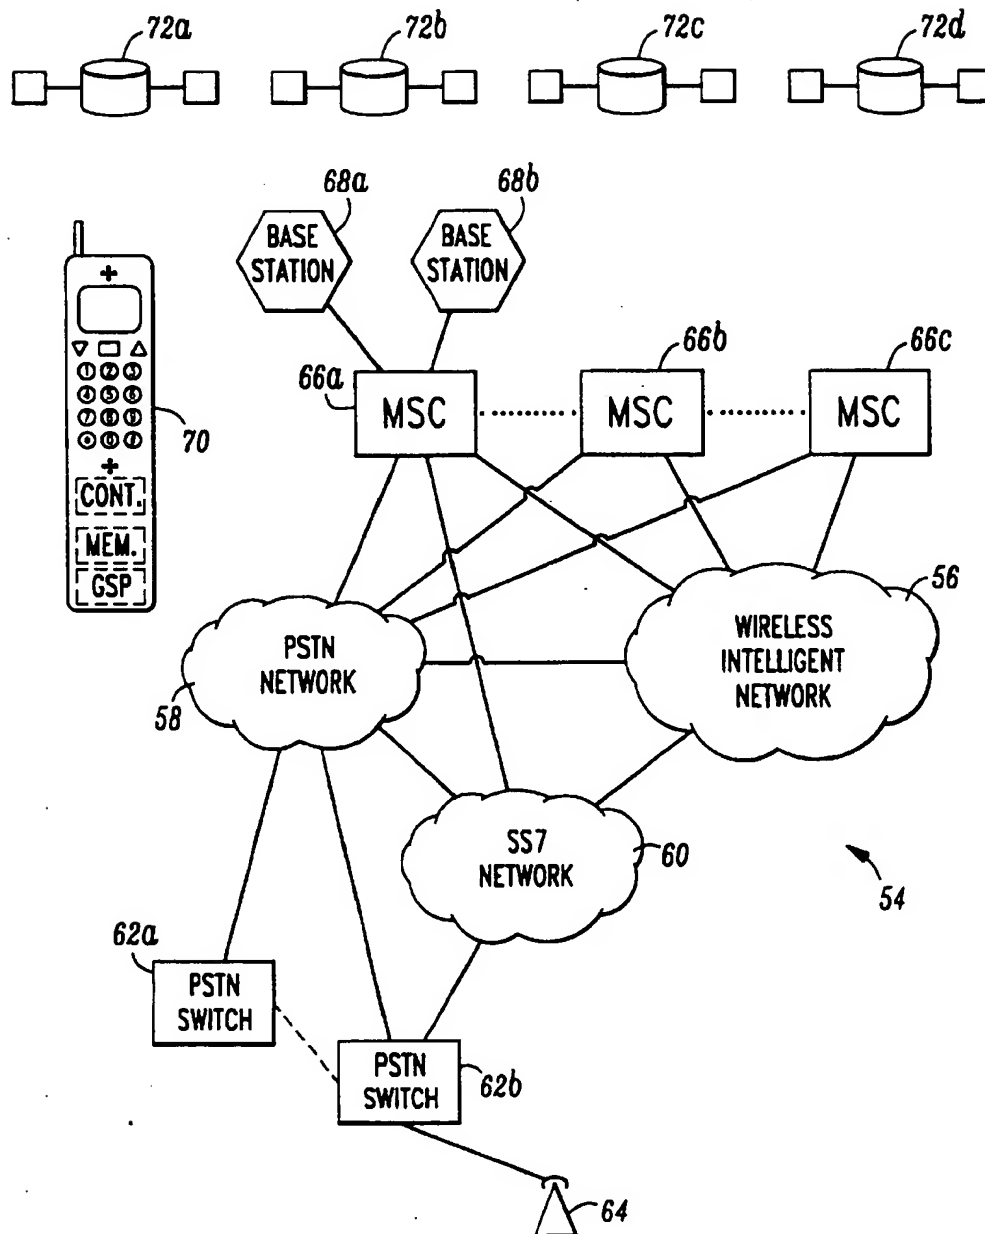 72a
72b
72c
72d
68a
68b
BASE
STATION
BASE
STATION
66a
66b
66c
MSC
MSC
MSC
70
CONT.
MEM.
GSP
56
PSTN
NETWORK
WIRELESS
INTELLIGENT
NETWORK
58
SS7
NETWORK
60
54
62a
PSTN
SWITCH
PSTN
SWITCH
62b
64